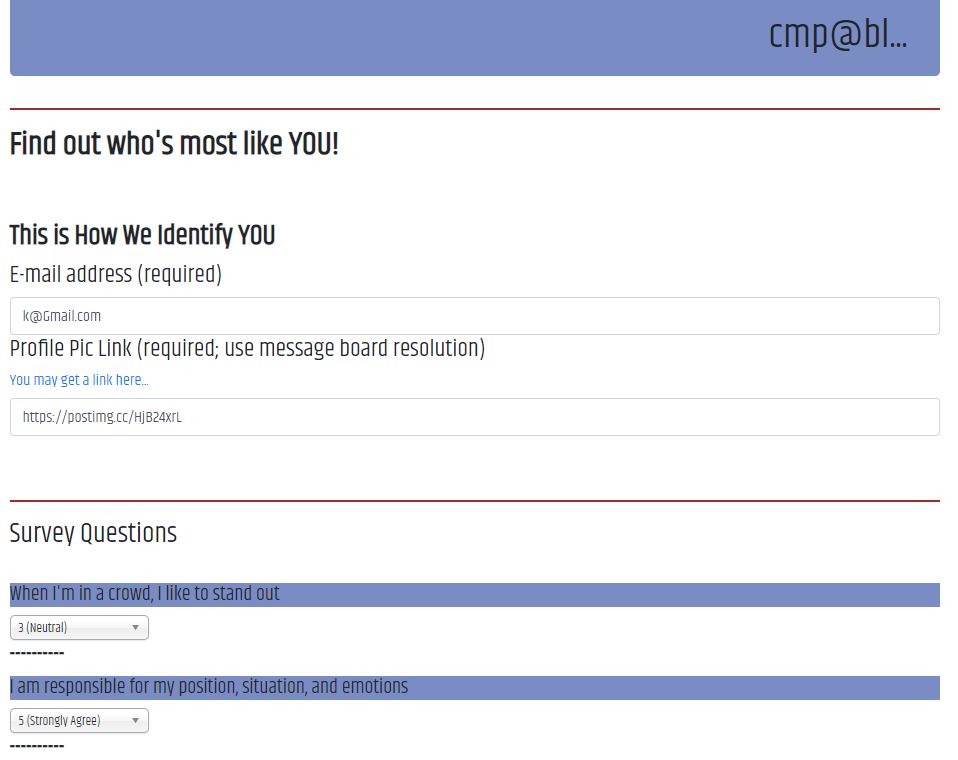 cmp@bl...
Find out who's most like YOU!
This is How We Identify YOU
E-mail address (required)
k@Gmail.com
Profile Pic Link (required; use message board resolution)
You may get a link here...
https://postimg.cc/HjB24xrL
Survey Questions
When I'm in a crowd, I like to stand out
3 (Neutral)
----------
I am responsible for my position, situation, and emotions
5 (Strongly Agree)
----------